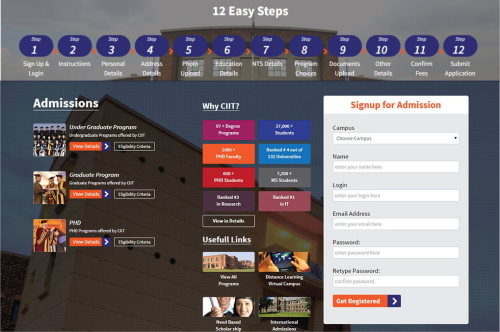 12 Easy Steps
Step
1
Sign Up &
Login
Step
2
Instructions
Step
3
Personal
Details
Step
4
Address
Details
Step
5
Photo
Upload
Step
6
Education
Details
Step
7
NTS Details
Step
8
Program
Choices
Step
9
Documents
Upload
Step
10
Other
Details
Step
11
Confirm
Fees
Step
12
Submit
Application
Admissions
Under Graduate Program
Undergraduate Programs offered by CIIT
View Details
Eligibility Criteria
Graduate Program
Graduate Programs offered by CIIT
View Details
Eligibility Criteria
PHD
PHD Programs offered by CIIT
View Details
Eligibility Criteria
Why CIIT?
97 + Degree
Programs
37,000 +
Students
1000 +
PHD Faculty
Ranked # 4 out of
132 Universities
600 +
PHD Students
7,200 +
MS Students
Ranked #3
in Research
Ranked #1
in IT
View in Details
Usefull Links
View All
Programs
Distance Learning
Virtual Campus
Need Based
Scholar ship
International
Admissions
Signup for Admission
Campus
Choose Campus
Name
enter your name here
Login
enter your login here
Email Address
enter your email here
Password:
enter password here
Retype Password:
confirm password
Get Registered